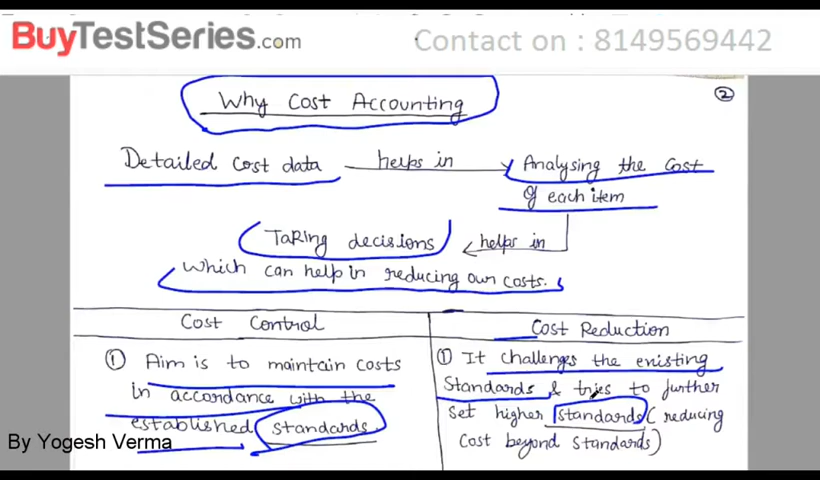 BuyTestSeries.com
Contact on : 8149569442
Why Cost Accounting
②
Detailed cost data helps in Analysing the Cost
of each item
Taking decisions helps in
which can help in reducing our costs.
Cost Control
Cost Reduction
① Aim is to maintain costs
in accordance with the
established standards
① It challenges the existing
Standards & tries to further
set higher standards (reducing
cost beyond standards)
By Yogesh Verma